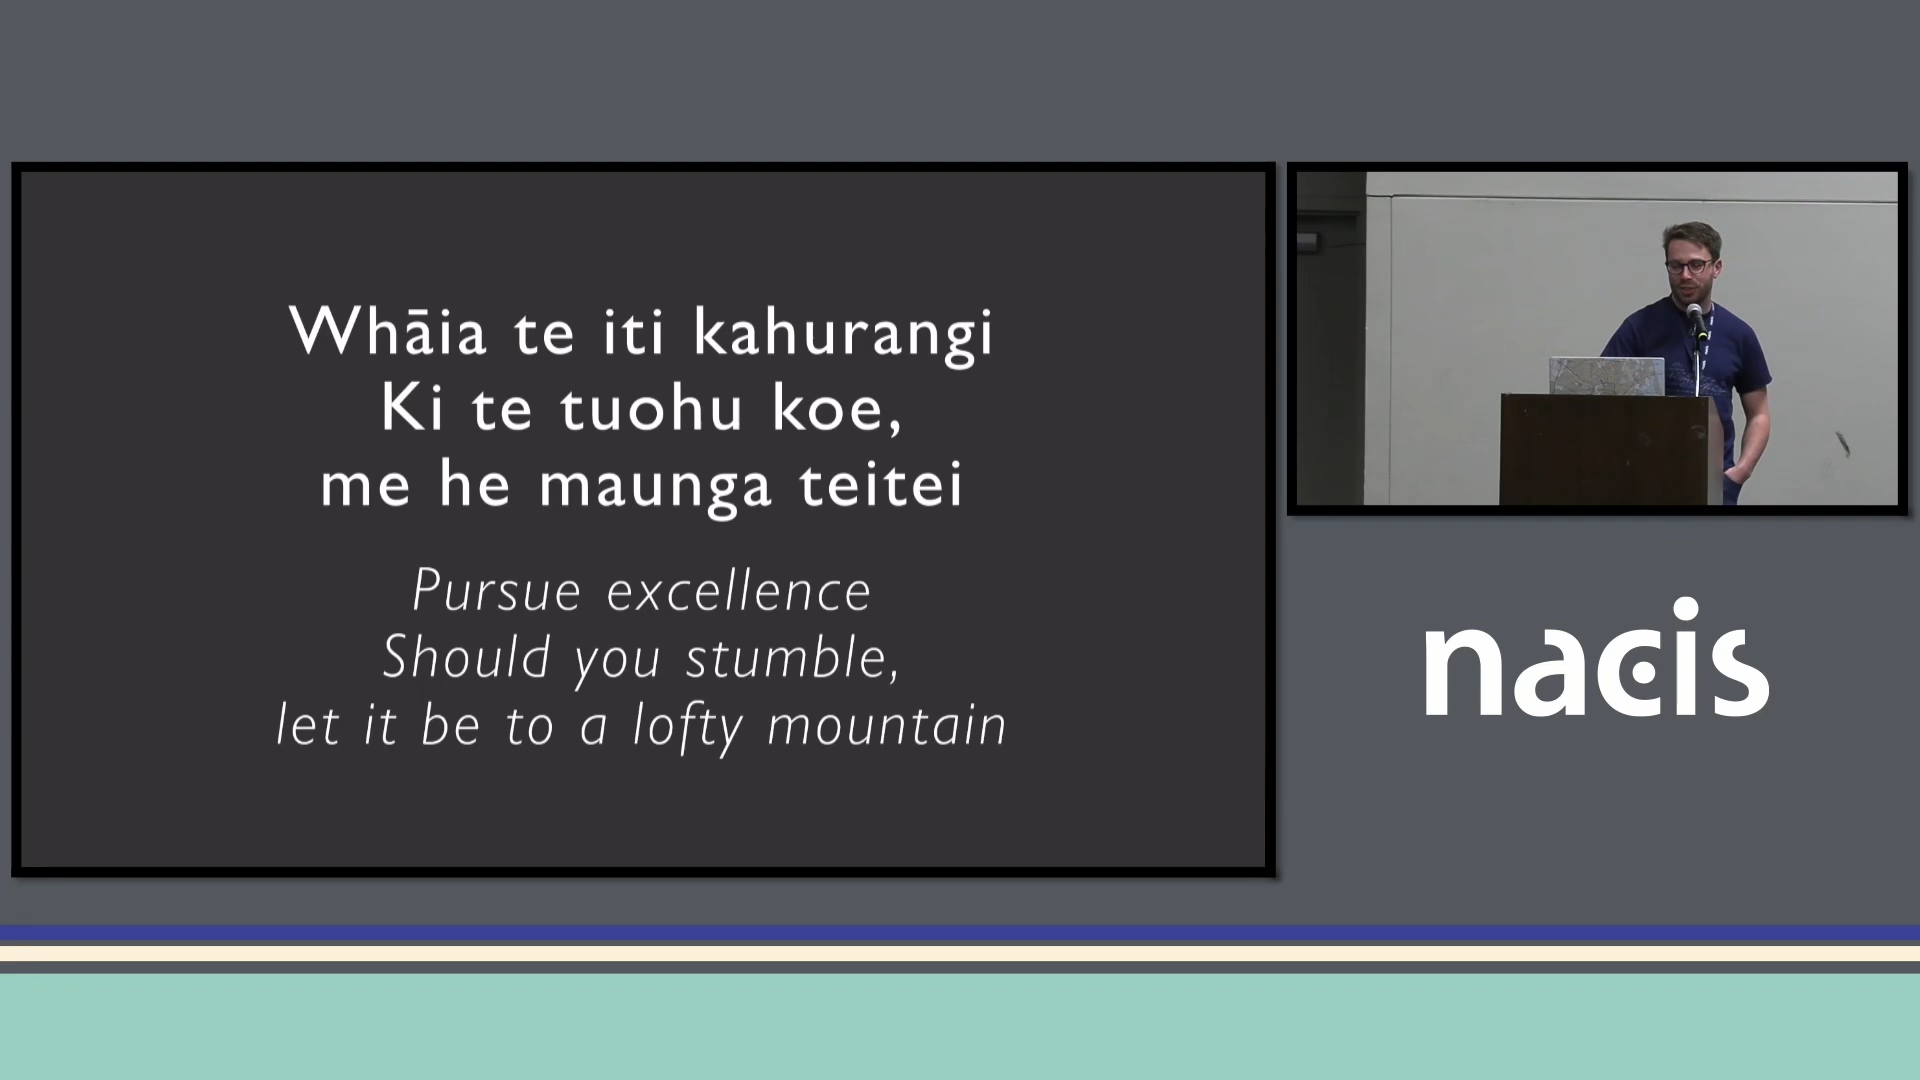 Whāia te iti kahurangi
Ki te tuohu koe,
me he maunga teitei
Pursue excellence
Should you stumble,
let it be to a lofty mountain
nacis